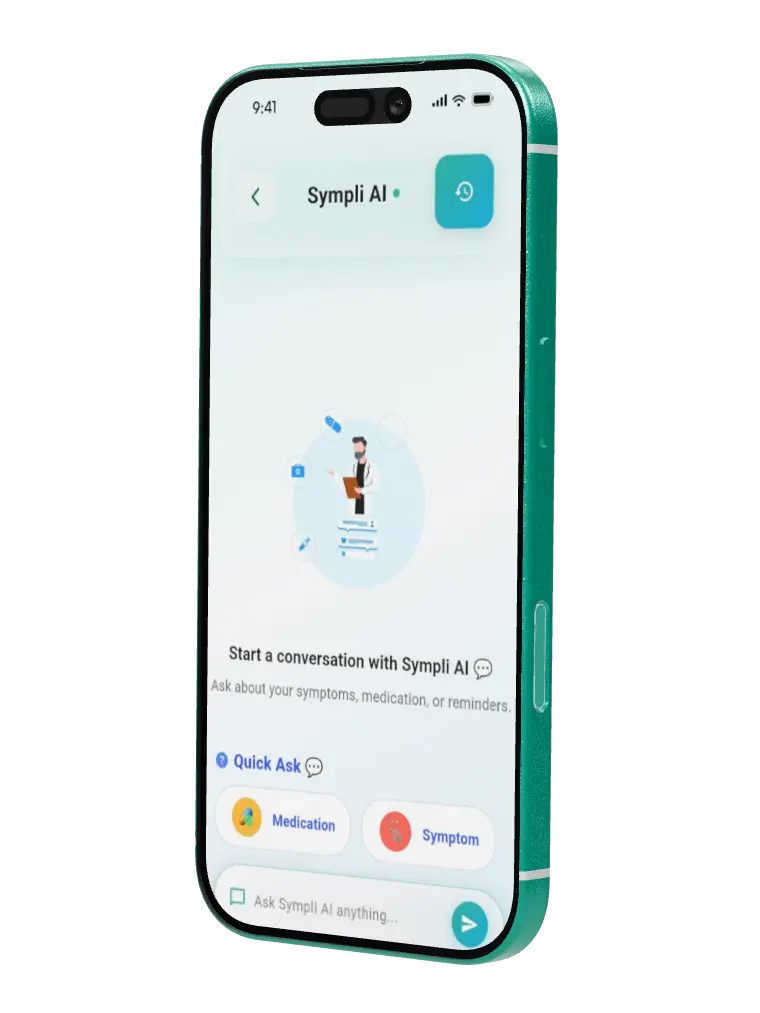 9:41
Sympli AI
Start a conversation with Sympli AI 💬
Ask about your symptoms, medication, or reminders.
? Quick Ask 💬
Medication
Symptom
Ask Sympli AI anything...